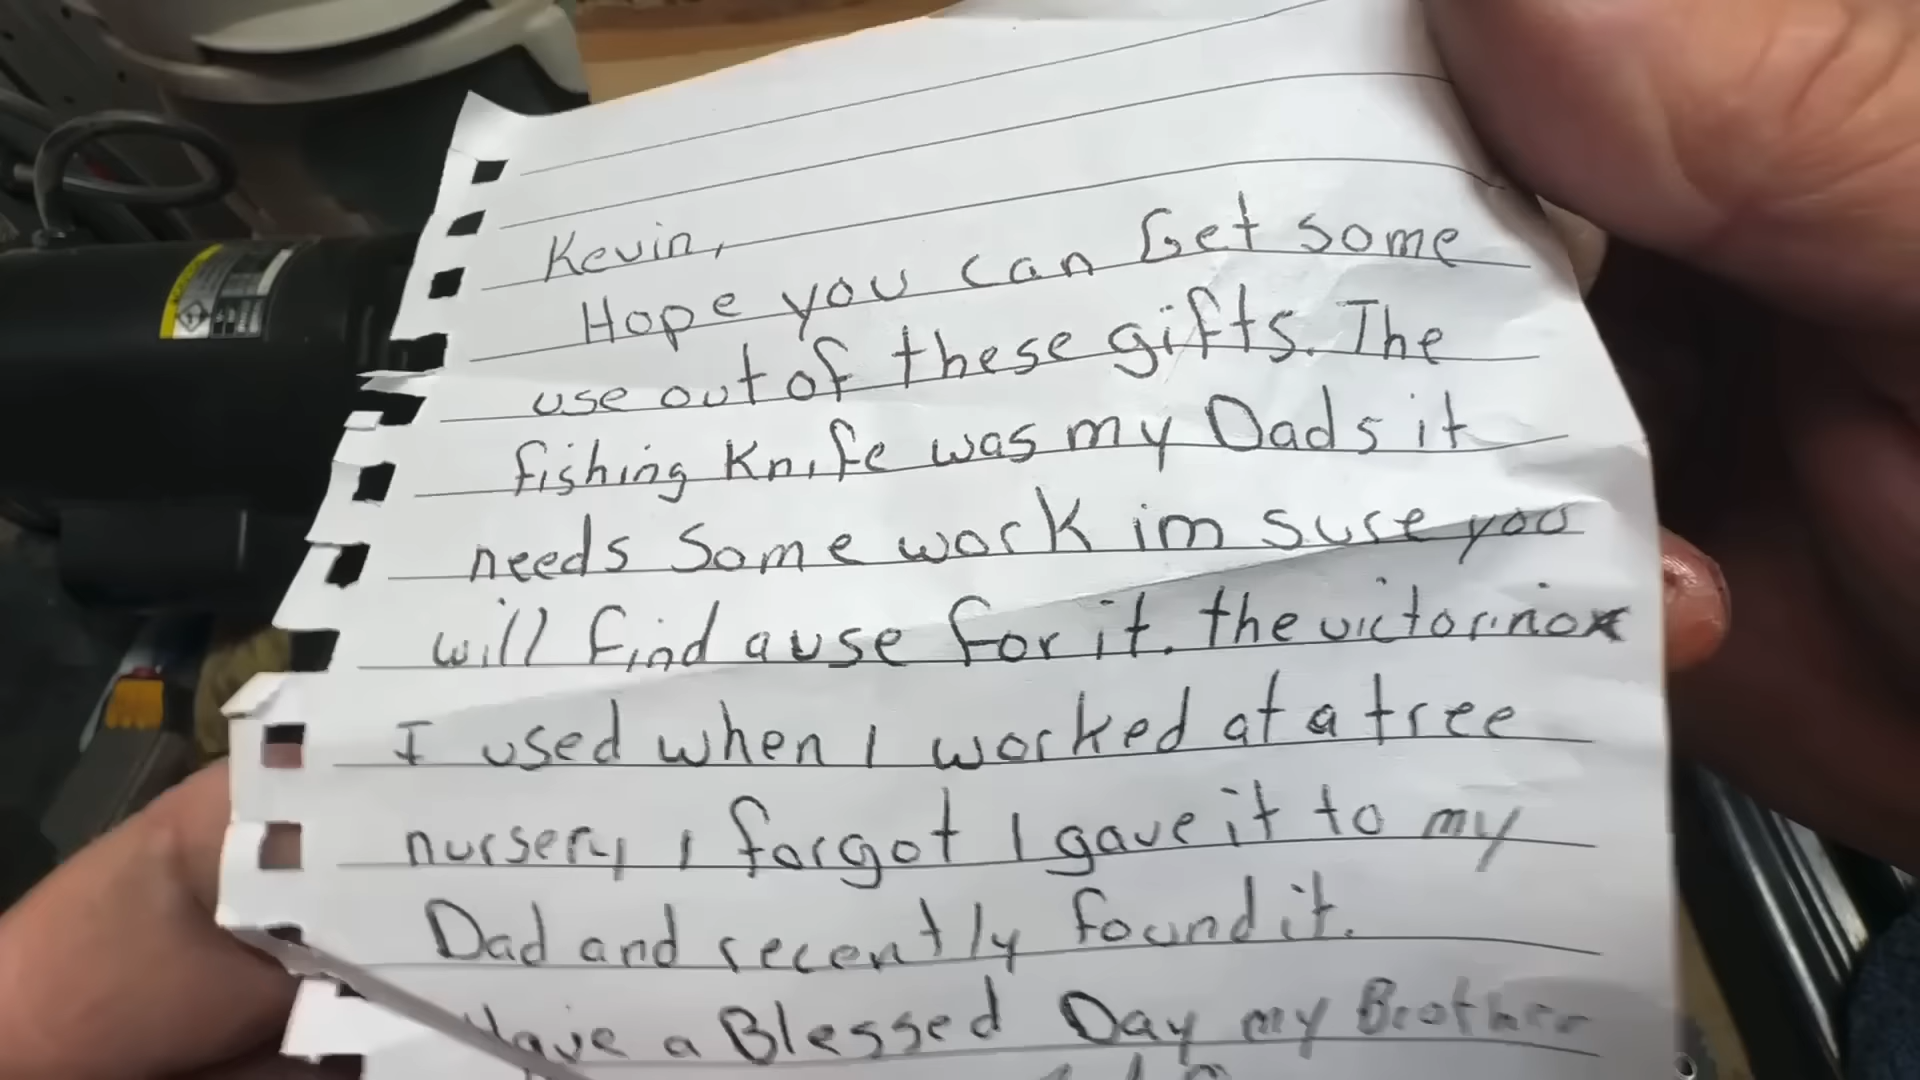 Kevin,
Hope you can Get some
use out of these gifts. The
fishing Knife was my Dads it
needs Some work im sure you
will find a use for it. the victorinox
I used when I worked at a tree
nursery I forgot I gave it to my
Dad and recently found it.
Have a Blessed Day my Brother